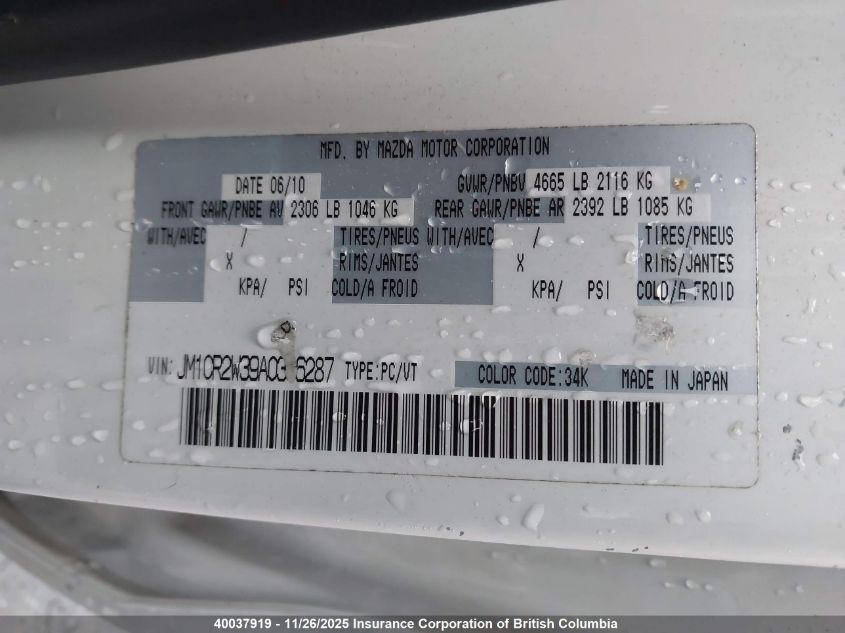 MFD. BY MAZDA MOTOR CORPORATION
DATE 06/10 GVWR/PNBV 4665 LB 2116 KG
FRONT GAWR/PNBE AV 2306 LB 1046 KG REAR GAWR/PNBE AR 2392 LB 1085 KG
WITH/AVEC / TIRES/PNEUS WITH/AVEC / TIRES/PNEUS
X RIMS/JANTES X RIMS/JANTES
KPA/ PSI COLD/A FROID KPA/ PSI COLD/A FROID
VIN: TYPE:PC/VT COLOR CODE:34K MADE IN JAPAN
40037919 - 11/26/2025 Insurance Corporation of British Columbia